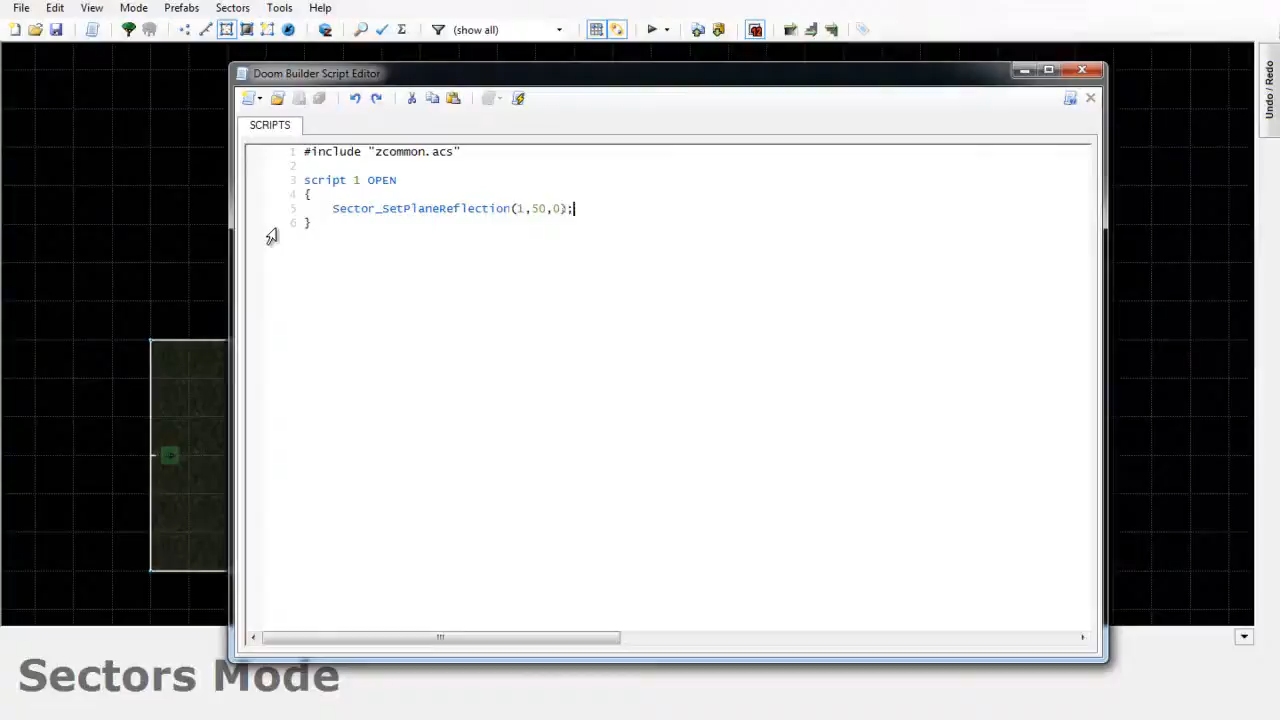 File Edit View Mode Prefabs Sectors Tools Help
(show all)
Undo / Redo
Doom Builder Script Editor
SCRIPTS
1 #include "zcommon.acs"
2
3 script 1 OPEN
4 {
5 Sector_SetPlaneReflection(1,50,0);
6 }
Sectors Mode